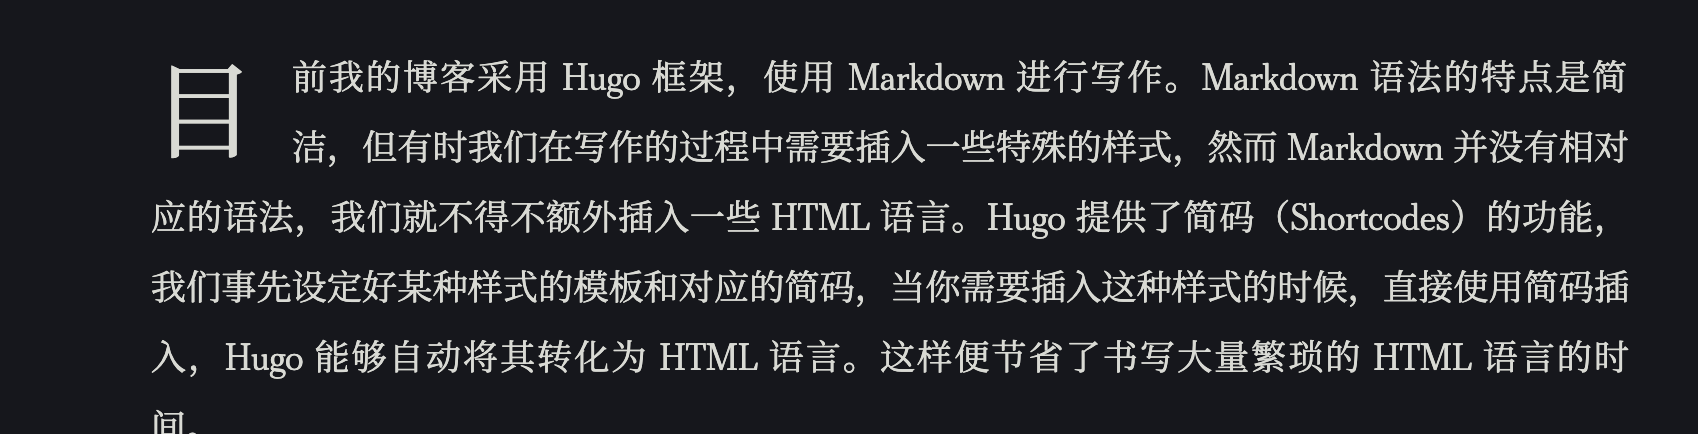 目前我的博客采用 Hugo 框架，使用 Markdown 进行写作。Markdown 语法的特点是简
洁，但有时我们在写作的过程中需要插入一些特殊的样式，然而 Markdown 并没有相对
应的语法，我们就不得不额外插入一些 HTML 语言。Hugo 提供了简码（Shortcodes）的功能，
我们事先设定好某种样式的模板和对应的简码，当你需要插入这种样式的时候，直接使用简码插
入，Hugo 能够自动将其转化为 HTML 语言。这样便节省了书写大量繁琐的 HTML 语言的时
间。